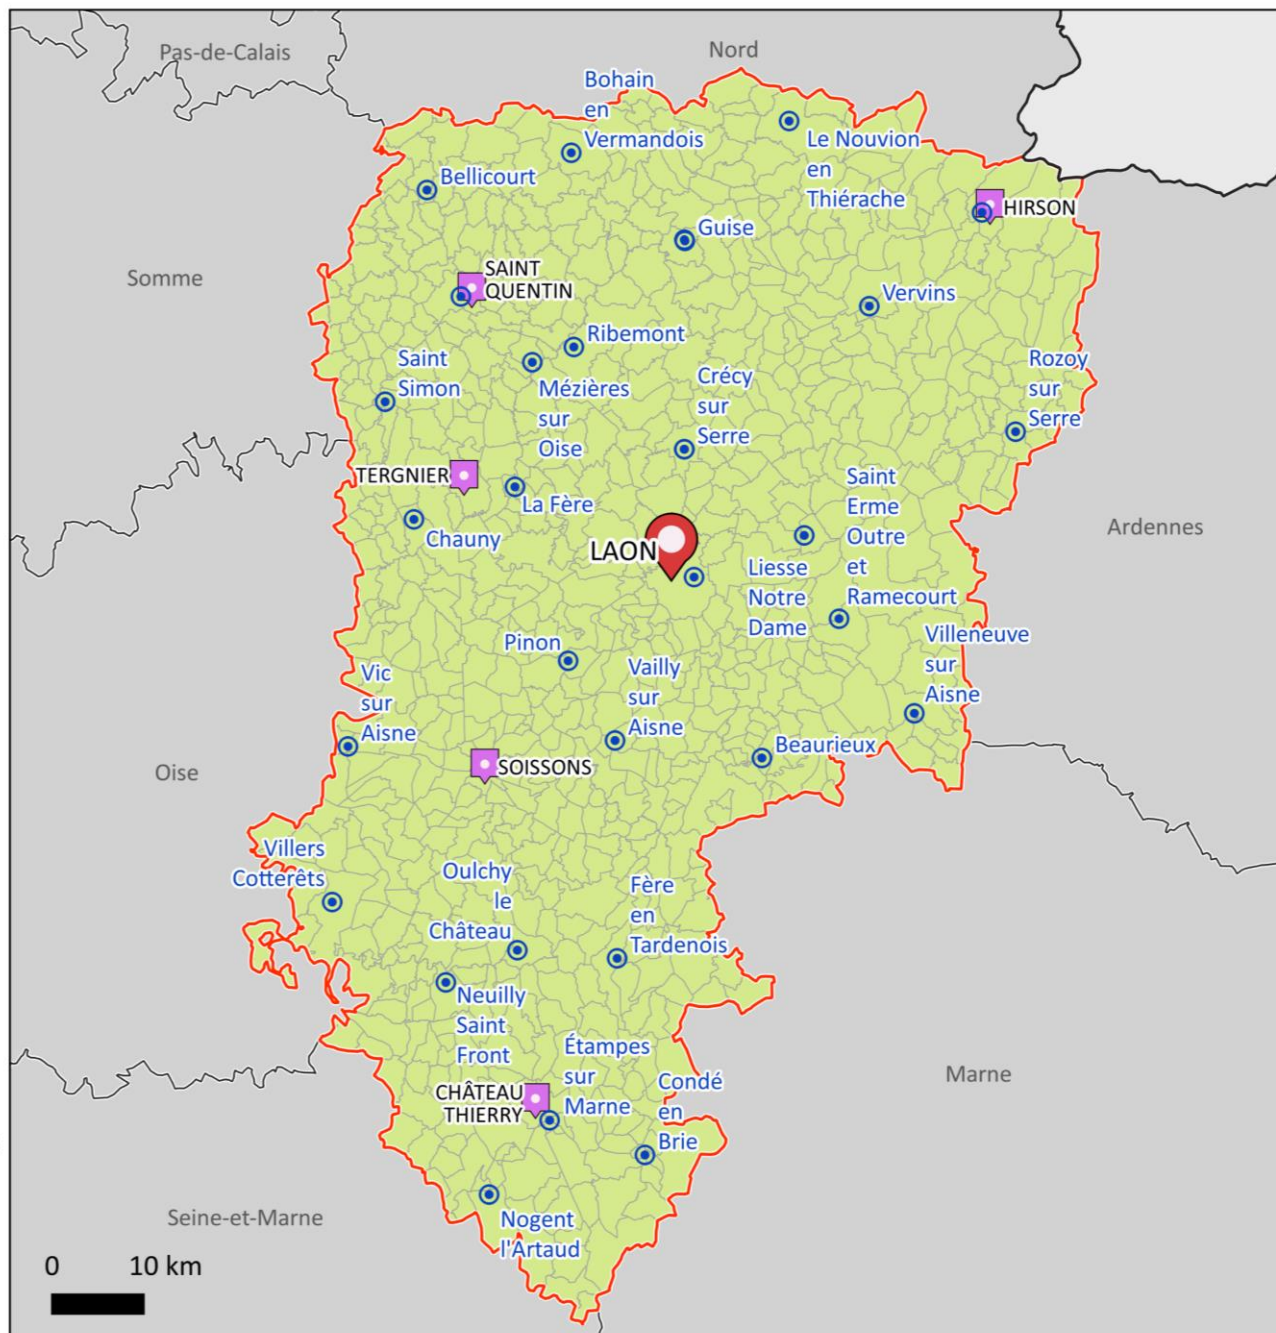 Pas-de-Calais
Nord
Bohain
en
Vermandois
Le Nouvion
en
Thiérache
Bellicourt
HIRSON
Guise
Somme
SAINT
QUENTIN
Vervins
Ribemont
Saint
Simon
Mézières
sur
Oise
Crécy
sur
Serre
Rozoy
sur
Serre
TERGNIER
La Fère
Chauny
Saint
Erme
Outre
et
Ramecourt
Ardennes
LAON
Liesse
Notre
Dame
Villeneuve
sur
Aisne
Pinon
Vailly
sur
Aisne
Vic
sur
Aisne
Beaurieux
Oise
SOISSONS
Villers
Cotterêts
Oulchy
le
Château
Fère
en
Tardenois
Neuilly
Saint
Front
Étampes
sur
Marne
Condé
en
Brie
Marne
CHÂTEAU
THIERRY
Seine-et-Marne
Nogent
l'Artaud
0 10 km